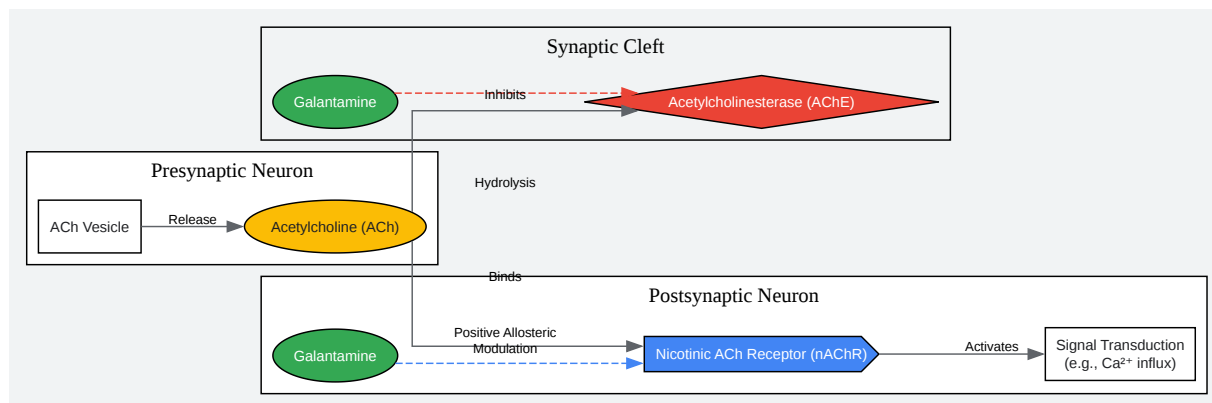 Synaptic Cleft
Galantamine
Inhibits
Acetylcholinesterase (AChE)
Presynaptic Neuron
Hydrolysis
ACh Vesicle
Release
Acetylcholine (ACh)
Binds
Postsynaptic Neuron
Galantamine
Positive Allosteric
Modulation
Nicotinic ACh Receptor (nAChR)
Activates
Signal Transduction
(e.g., Ca²⁺ influx)